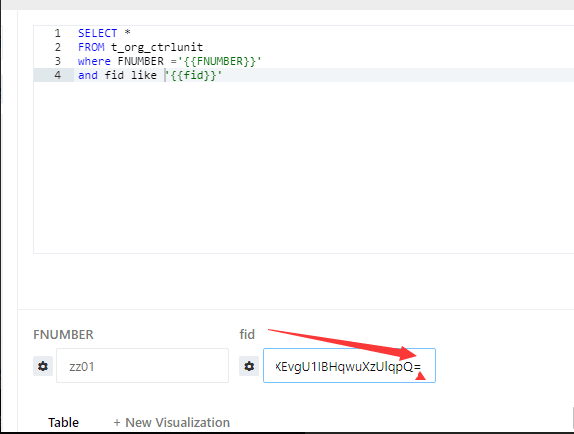 1 SELECT *
2 FROM t_org_ctrlunit
3 where FNUMBER ='{{FNUMBER}}'
4 and fid like '{{fid}}'
FNUMBER fid
zz01 KEvgU1IBHqwuXzUlqpQ=
Table + New Visualization